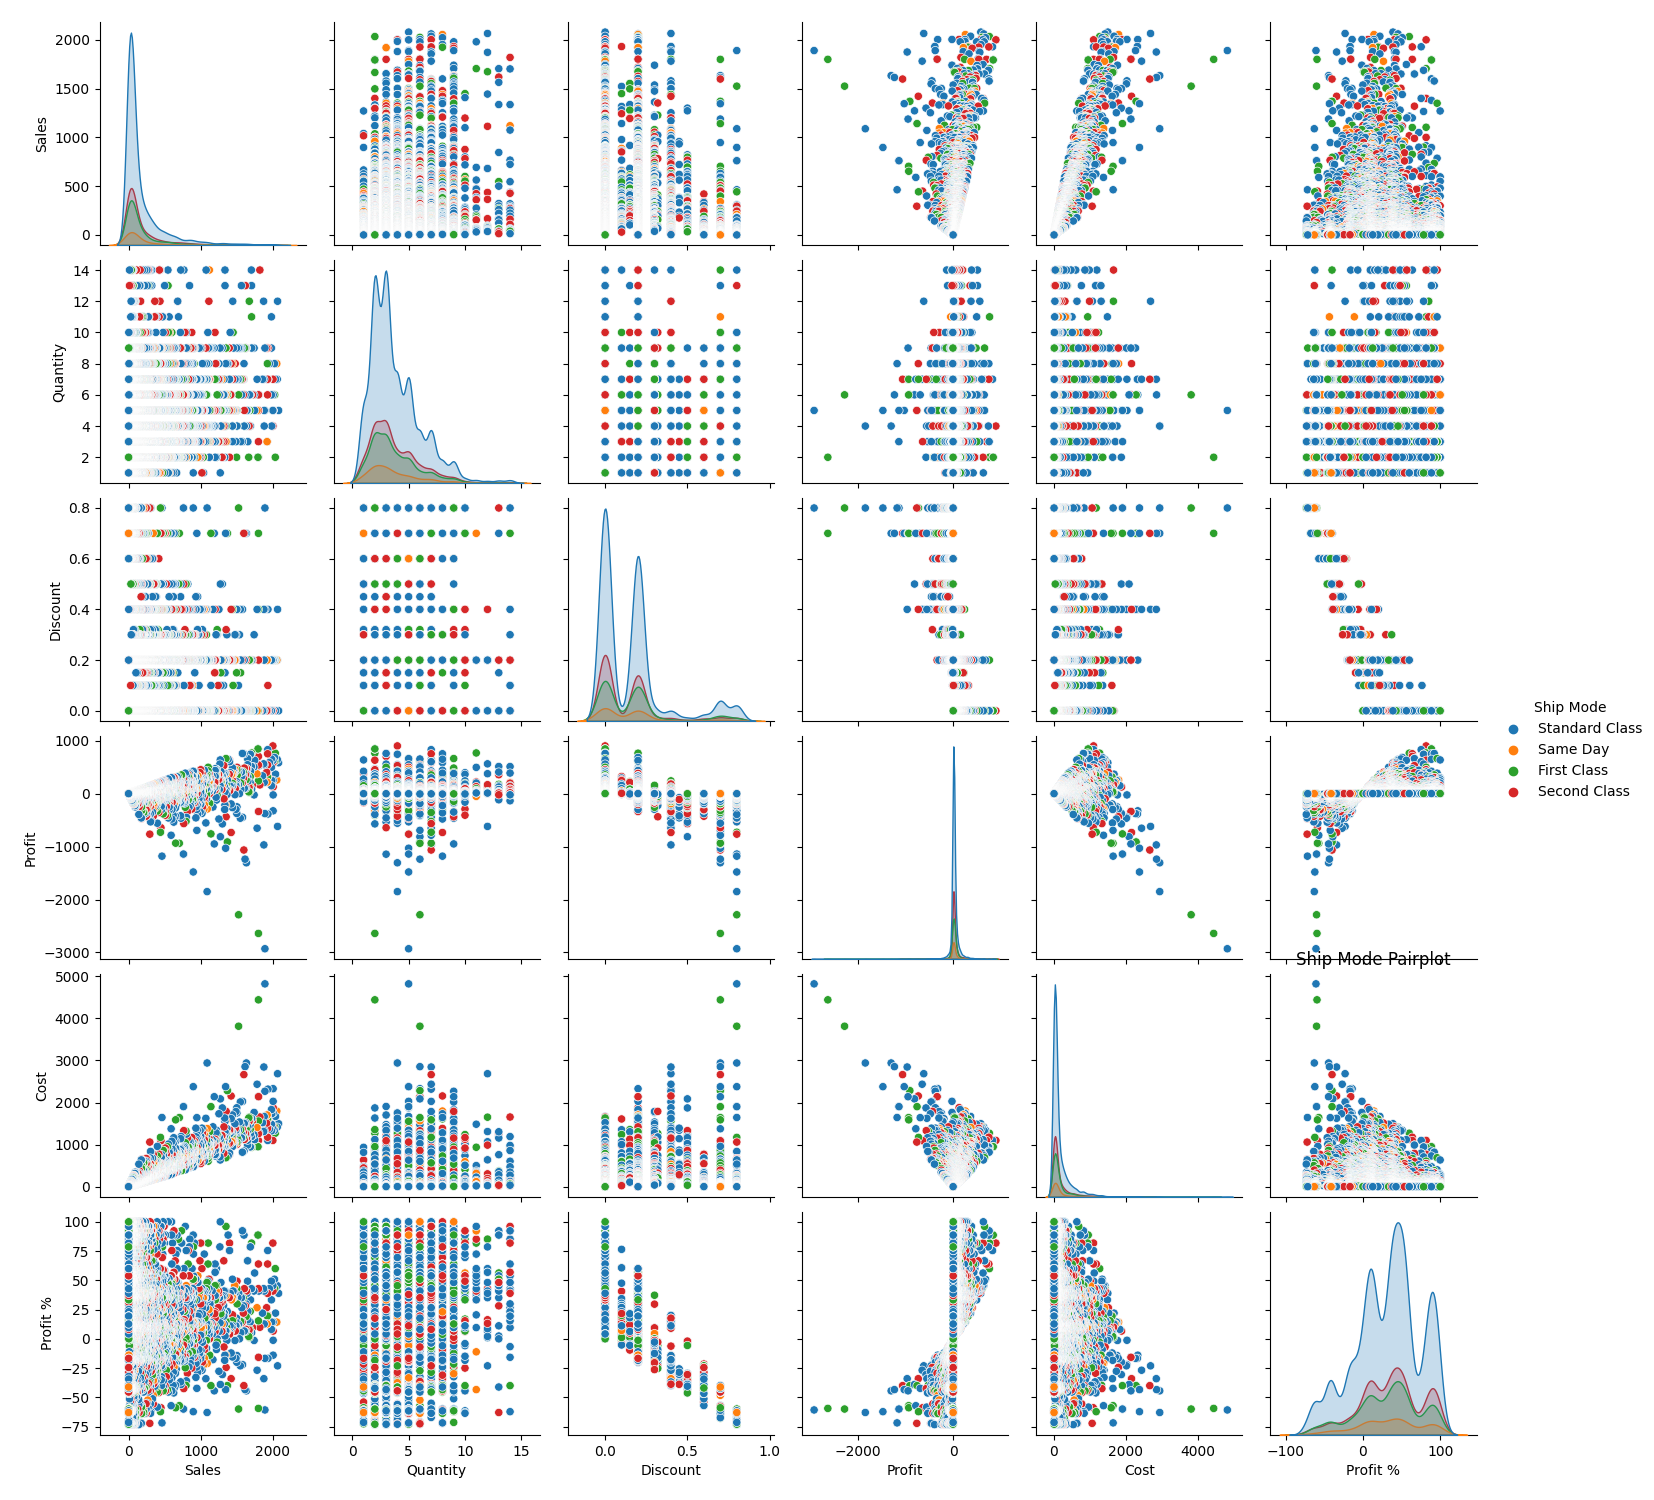 2000
1500
1000
500
0
Sales
14
12
10
8
6
4
2
Quantity
0.8
0.6
0.4
0.2
0.0
Discount
Ship Mode
Standard Class
Same Day
First Class
Second Class
1000
0
−1000
−2000
−3000
Profit
Ship Mode Pairplot
5000
4000
3000
2000
1000
0
Cost
100
75
50
25
0
−25
−50
−75
Profit %
0 1000 2000
0 5 10 15
0.0 0.5 1.0
−2000 0
0 2000 4000
−100 0 100
Sales Quantity Discount Profit Cost Profit %